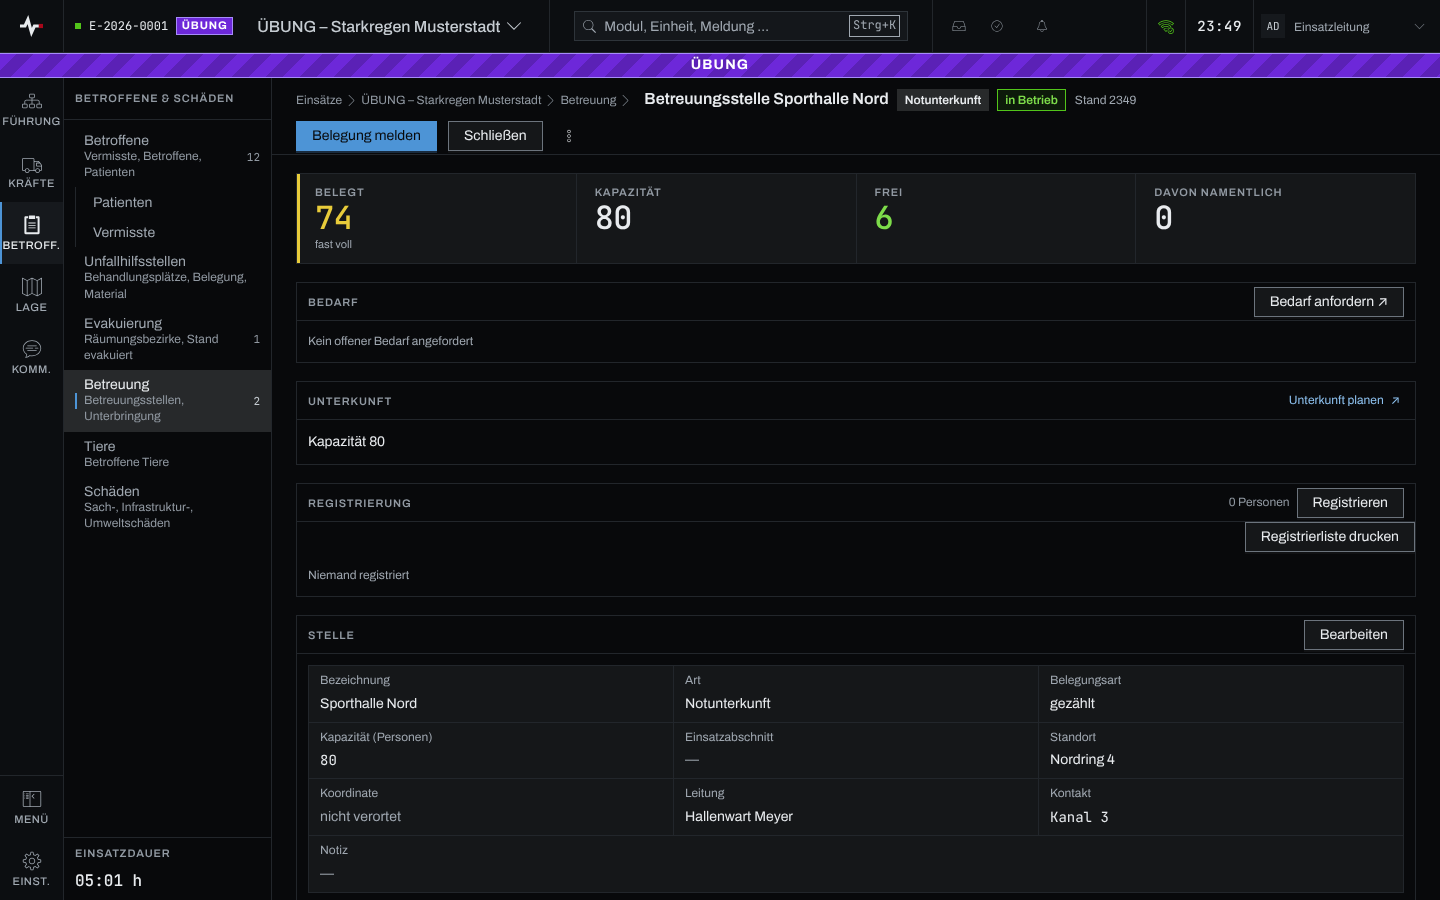 E-2026-0001 ÜBUNG ÜBUNG – Starkregen Musterstadt Modul, Einheit, Meldung ... Strg+K 23:49 AD Einsatzleitung
ÜBUNG
FÜHRUNG
KRÄFTE
BETROFF.
LAGE
KOMM.
MENÜ
EINST.
BETROFFENE & SCHÄDEN
Betroffene
Vermisste, Betroffene, 12
Patienten
Patienten
Vermisste
Unfallhilfsstellen
Behandlungsplätze, Belegung,
Material
Evakuierung
Räumungsbezirke, Stand 1
evakuiert
Betreuung
Betreuungsstellen, 2
Unterbringung
Tiere
Betroffene Tiere
Schäden
Sach-, Infrastruktur-,
Umweltschäden
EINSATZDAUER
05:01 h
Einsätze ÜBUNG – Starkregen Musterstadt Betreuung Betreuungsstelle Sporthalle Nord Notunterkunft in Betrieb Stand 2349
Belegung melden Schließen
BELEGT KAPAZITÄT FREI DAVON NAMENTLICH
74 80 6 0
fast voll
BEDARF Bedarf anfordern
Kein offener Bedarf angefordert
UNTERKUNFT Unterkunft planen
Kapazität 80
REGISTRIERUNG 0 Personen Registrieren
Registrierliste drucken
Niemand registriert
STELLE Bearbeiten
Bezeichnung Art Belegungsart
Sporthalle Nord Notunterkunft gezählt
Kapazität (Personen) Einsatzabschnitt Standort
80 — Nordring 4
Koordinate Leitung Kontakt
nicht verortet Hallenwart Meyer Kanal 3
Notiz
—